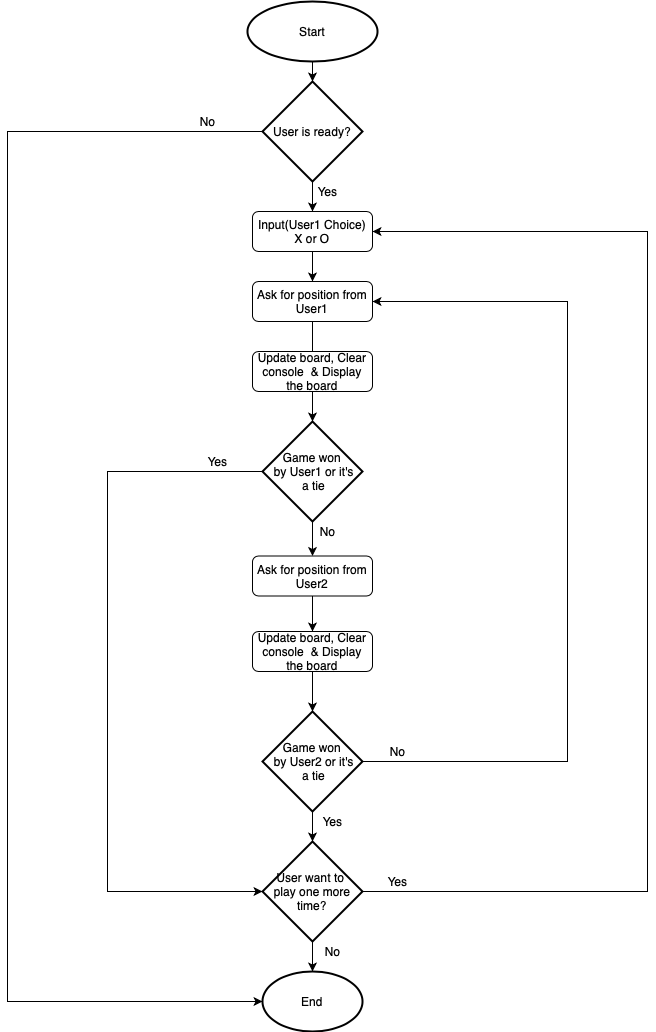 Start
No
User is ready?
Yes
Input(User1 Choice)
X or O
Ask for position from
User1
Update board, Clear
console & Display
the board
Yes
Game won
by User1 or it's
a tie
No
Ask for position from
User2
Update board, Clear
console & Display
the board
Game won
by User2 or it's
a tie
No
Yes
User want to
play one more
time?
Yes
No
End